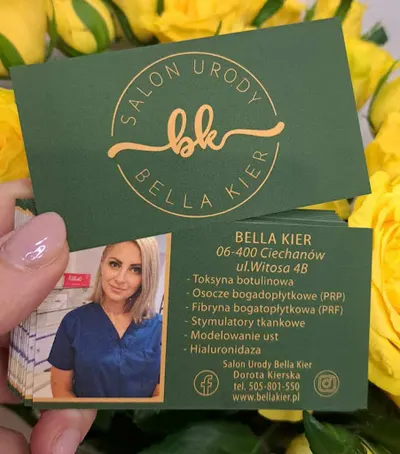 SALON URODY
bk
BELLA KIER
BELLA KIER
06-400 Ciechanów
ul.Witosa 4B
- Toksyna botulinowa
- Osocze bogadopłytkowe (PRP)
- Fibryna bogatopłytkowa (PRF)
- Stymulatory tkankowe
- Modelowanie ust
- Hialuronidaza
Salon Urody Bella Kier
Dorota Kierska
tel. 505-801-550
www.bellakier.pl